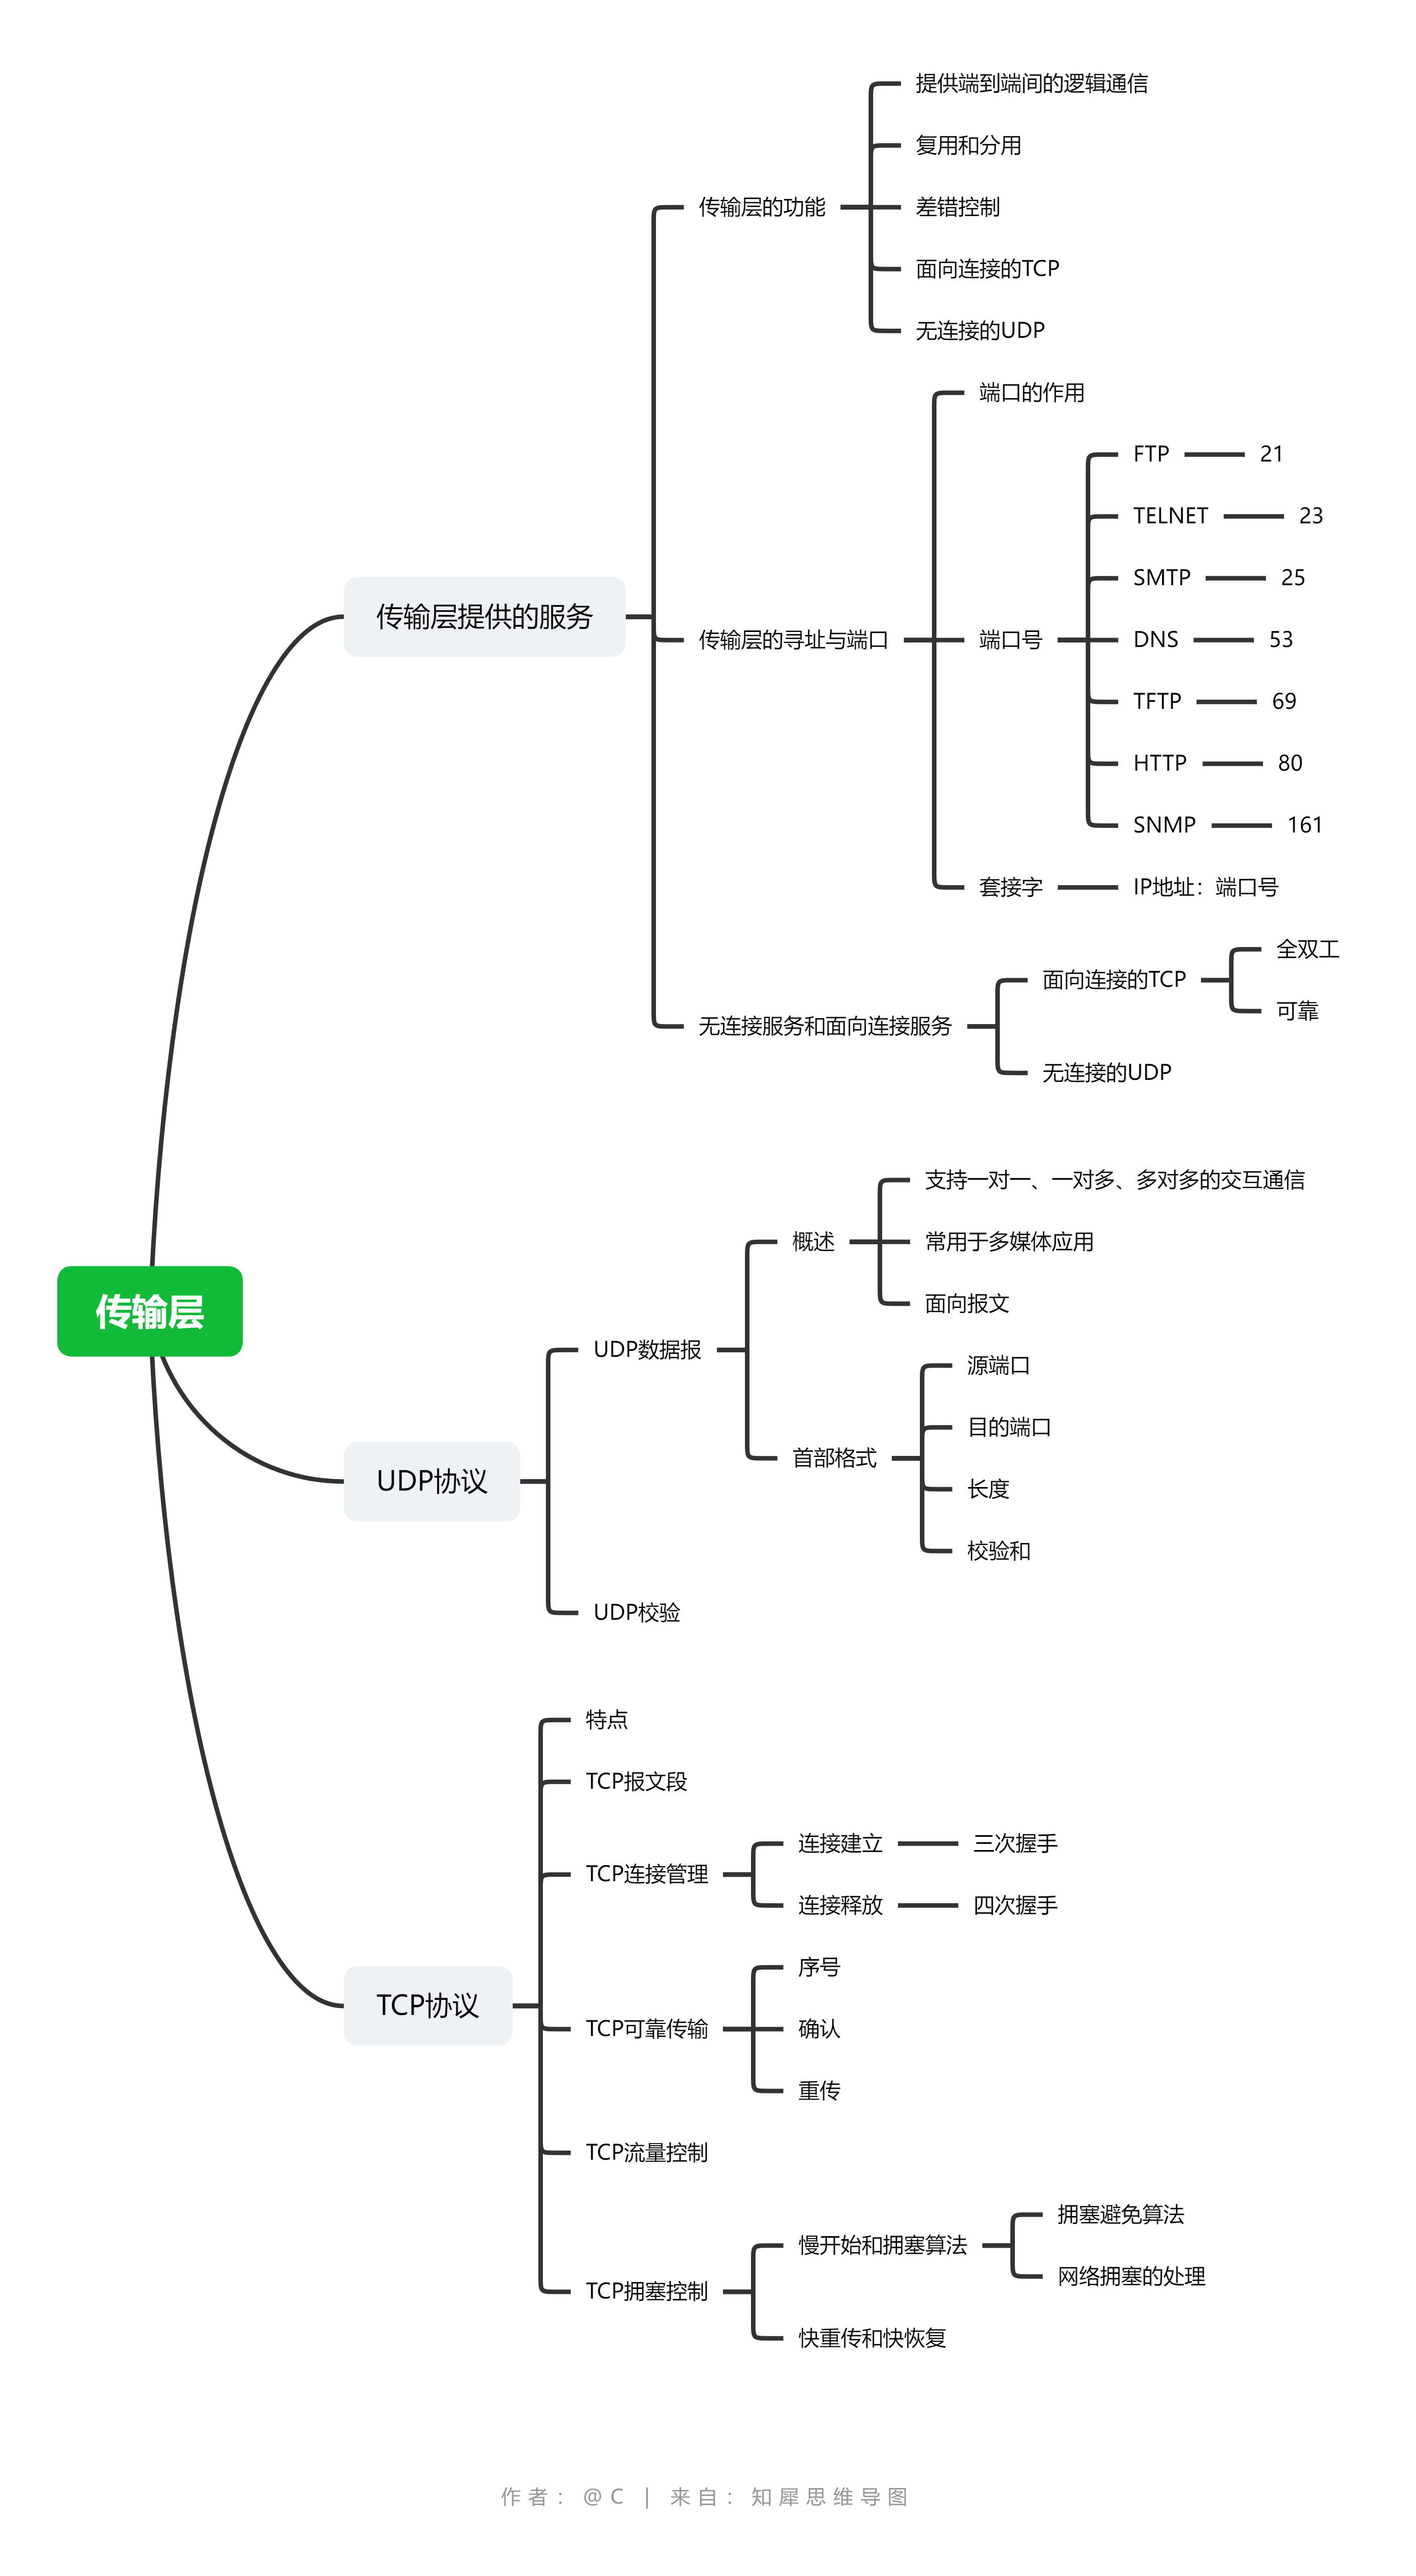 提供端到端间的逻辑通信
复用和分用
传输层的功能
差错控制
面向连接的TCP
无连接的UDP
端口的作用
FTP 21
TELNET 23
SMTP 25
传输层提供的服务
传输层的寻址与端口
端口号
DNS 53
TFTP 69
HTTP 80
SNMP 161
套接字
IP地址：端口号
全双工
面向连接的TCP
可靠
无连接服务和面向连接服务
无连接的UDP
支持一对一、一对多、多对多的交互通信
概述
常用于多媒体应用
面向报文
传输层
UDP数据报
源端口
目的端口
首部格式
UDP协议
长度
校验和
UDP校验
特点
TCP报文段
连接建立
三次握手
TCP连接管理
连接释放
四次握手
序号
TCP协议
TCP可靠传输
确认
重传
TCP流量控制
拥塞避免算法
慢开始和拥塞算法
网络拥塞的处理
TCP拥塞控制
快重传和快恢复
作者：@C | 来自：知犀思维导图